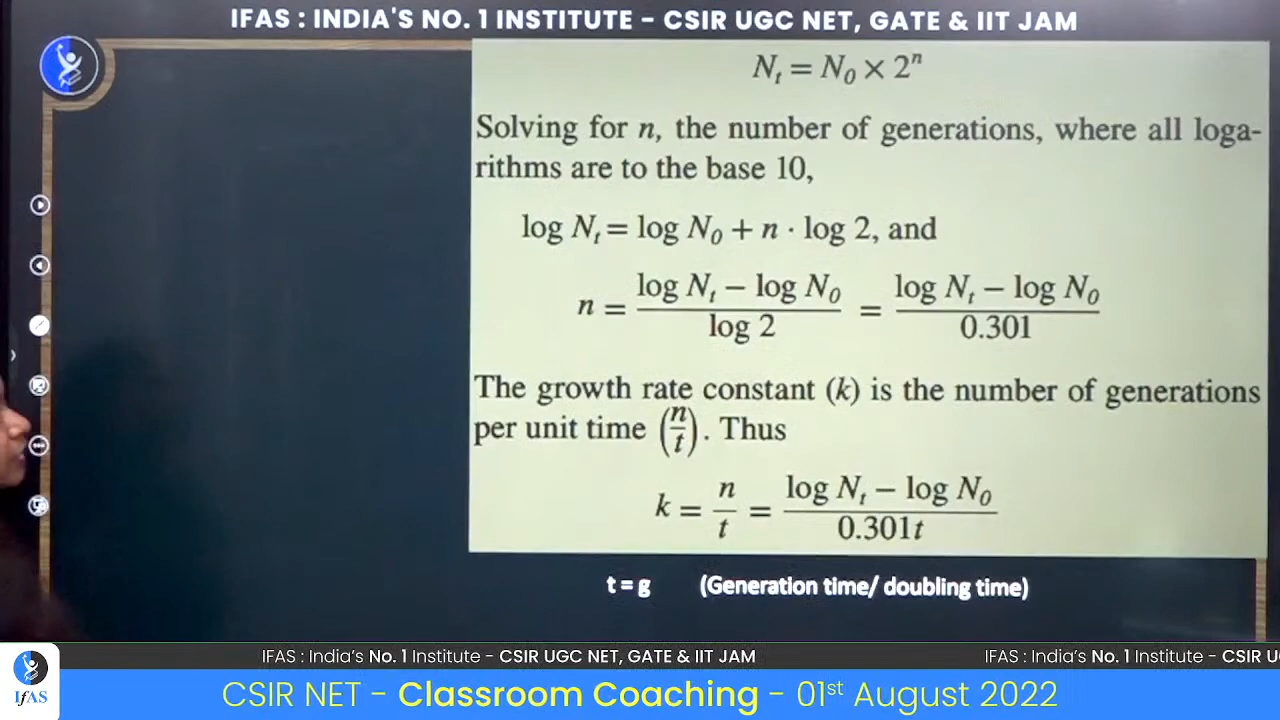 IFAS : INDIA'S NO. 1 INSTITUTE - CSIR UGC NET, GATE & IIT JAM
Nₜ = N₀ × 2ⁿ
Solving for n, the number of generations, where all loga-
rithms are to the base 10,
log Nₜ = log N₀ + n · log 2, and
n = (log Nₜ − log N₀)/(log 2) = (log Nₜ − log N₀)/(0.301)
The growth rate constant (k) is the number of generations
per unit time (n/t). Thus
k = n/t = (log Nₜ − log N₀)/(0.301t)
t = g (Generation time/ doubling time)
IFAS : India's No. 1 Institute - CSIR UGC NET, GATE & IIT JAM IFAS : India's No. 1 Institute - CSIR U
IfAS
CSIR NET - Classroom Coaching - 01st August 2022